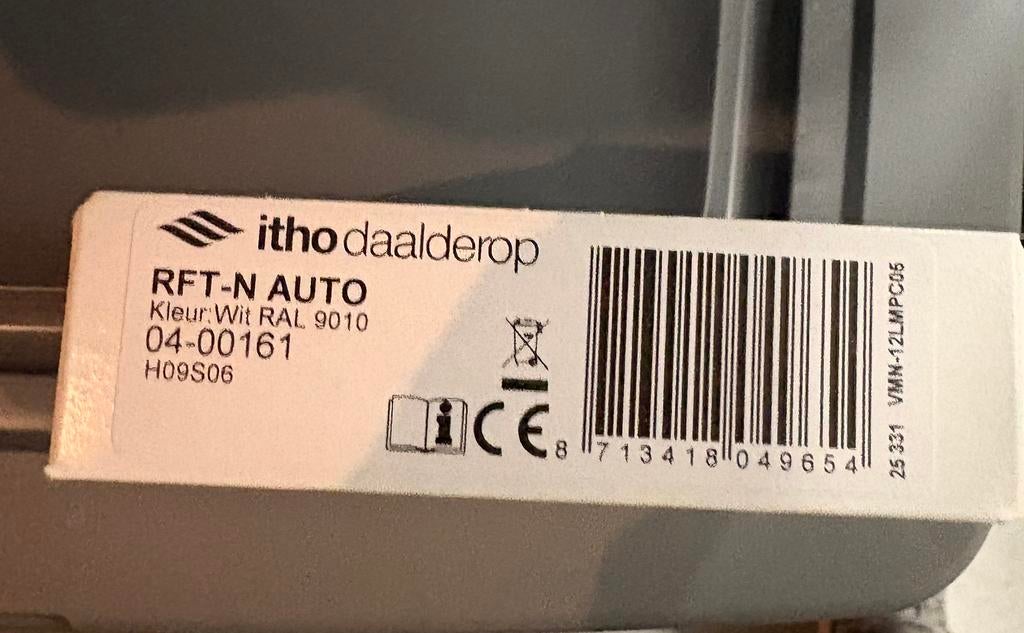 itho daalderop
RFT-N AUTO
Kleur: Wit RAL 9010
04-00161
H09S06
CE
8 713418 049654
25 331 VMN-12LMPC05